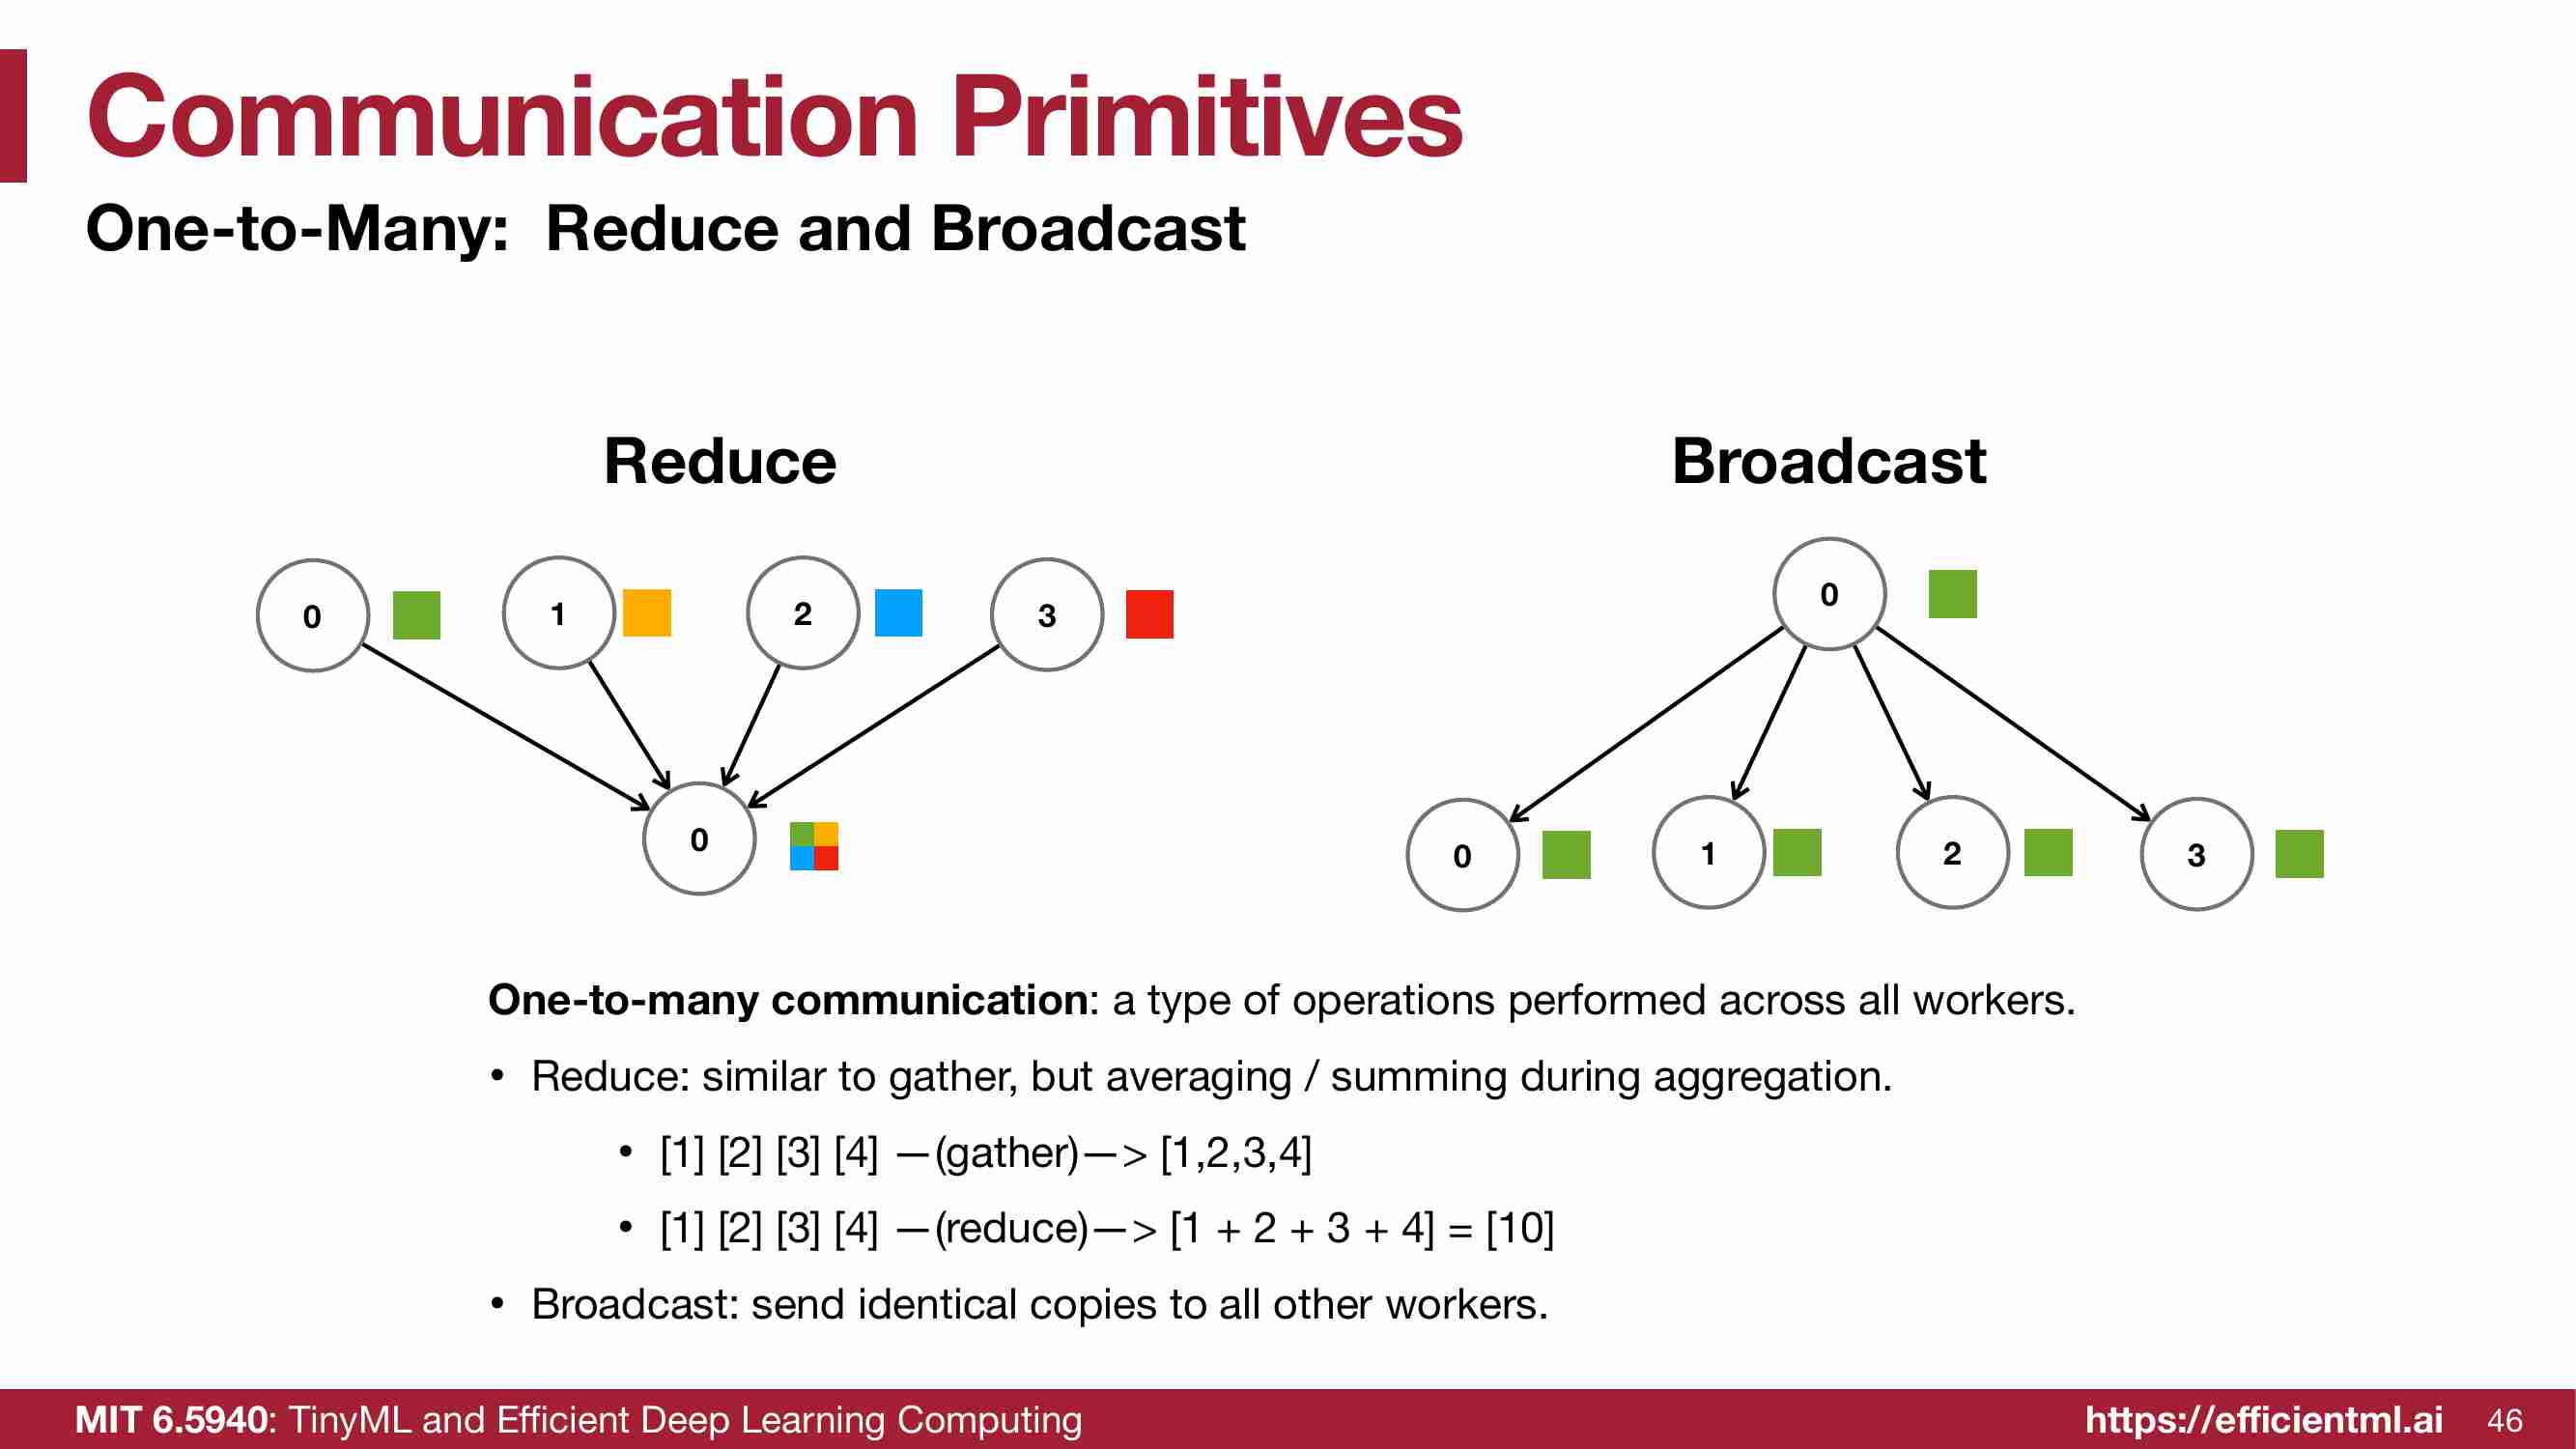 Communication Primitives
One-to-Many: Reduce and Broadcast
Reduce
0 1 2 3
0
Broadcast
0
0 1 2 3
One-to-many communication: a type of operations performed across all workers.
• Reduce: similar to gather, but averaging / summing during aggregation.
• [1] [2] [3] [4] —(gather)—> [1,2,3,4]
• [1] [2] [3] [4] —(reduce)—> [1 + 2 + 3 + 4] = [10]
• Broadcast: send identical copies to all other workers.
MIT 6.5940: TinyML and Efficient Deep Learning Computing
https://efficientml.ai 46